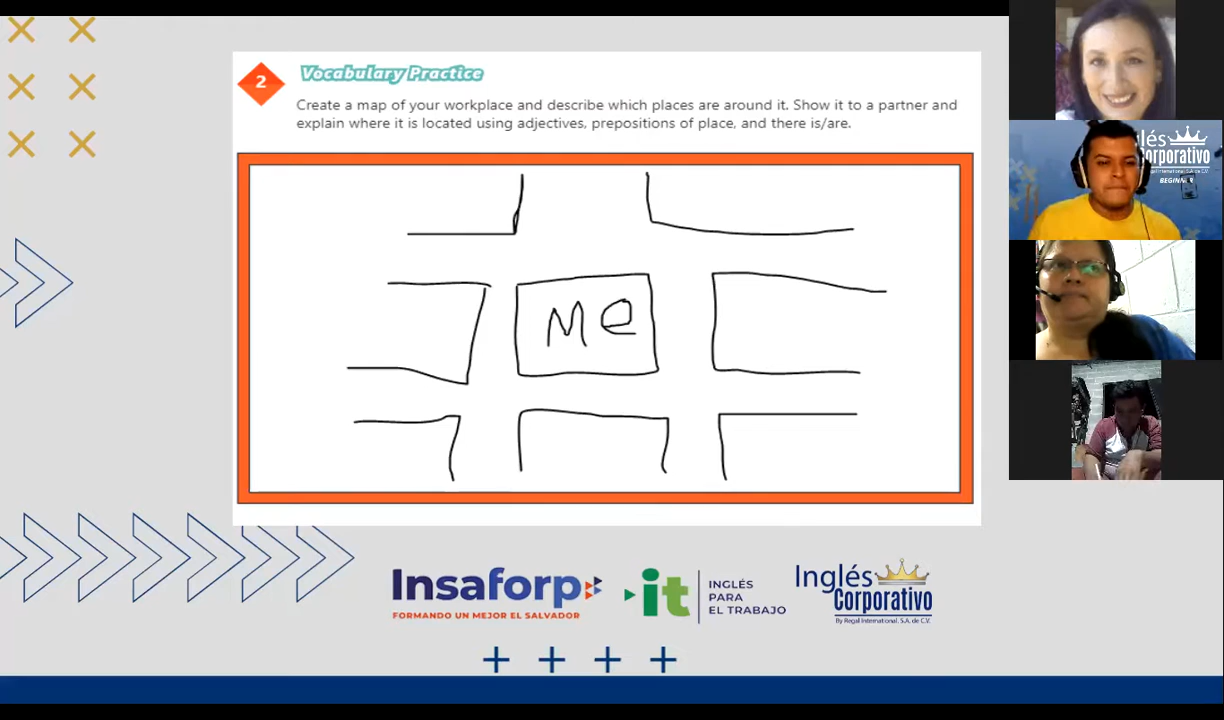 2
Vocabulary Practice
Create a map of your workplace and describe which places are around it. Show it to a partner and
explain where it is located using adjectives, prepositions of place, and there is/are.
Me
Insaforp
FORMANDO UN MEJOR EL SALVADOR
it
INGLÉS
PARA
EL TRABAJO
Inglés
Corporativo
By Regal International, S.A. de C.V.
lés
orporativo
BEGINNER